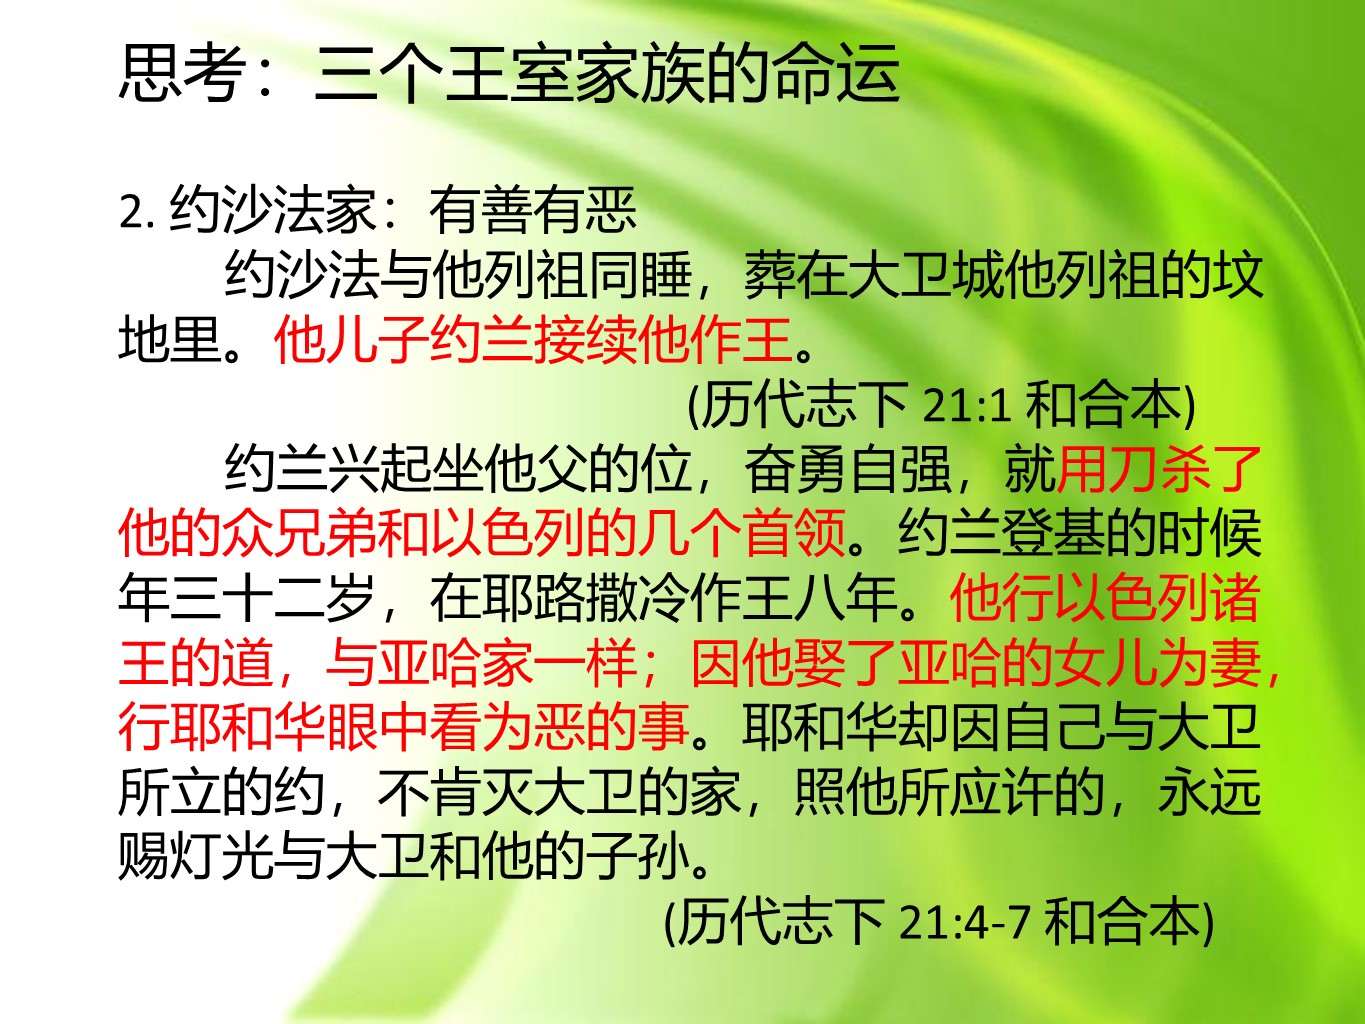 思考：三个王室家族的命运
2. 约沙法家：有善有恶
约沙法与他列祖同睡，葬在大卫城他列祖的坟
地里。他儿子约兰接续他作王。
(历代志下 21:1 和合本)
约兰兴起坐他父的位，奋勇自强，就用刀杀了
他的众兄弟和以色列的几个首领。约兰登基的时候
年三十二岁，在耶路撒冷作王八年。他行以色列诸
王的道，与亚哈家一样；因他娶了亚哈的女儿为妻，
行耶和华眼中看为恶的事。耶和华却因自己与大卫
所立的约，不肯灭大卫的家，照他所应许的，永远
赐灯光与大卫和他的子孙。
(历代志下 21:4-7 和合本)